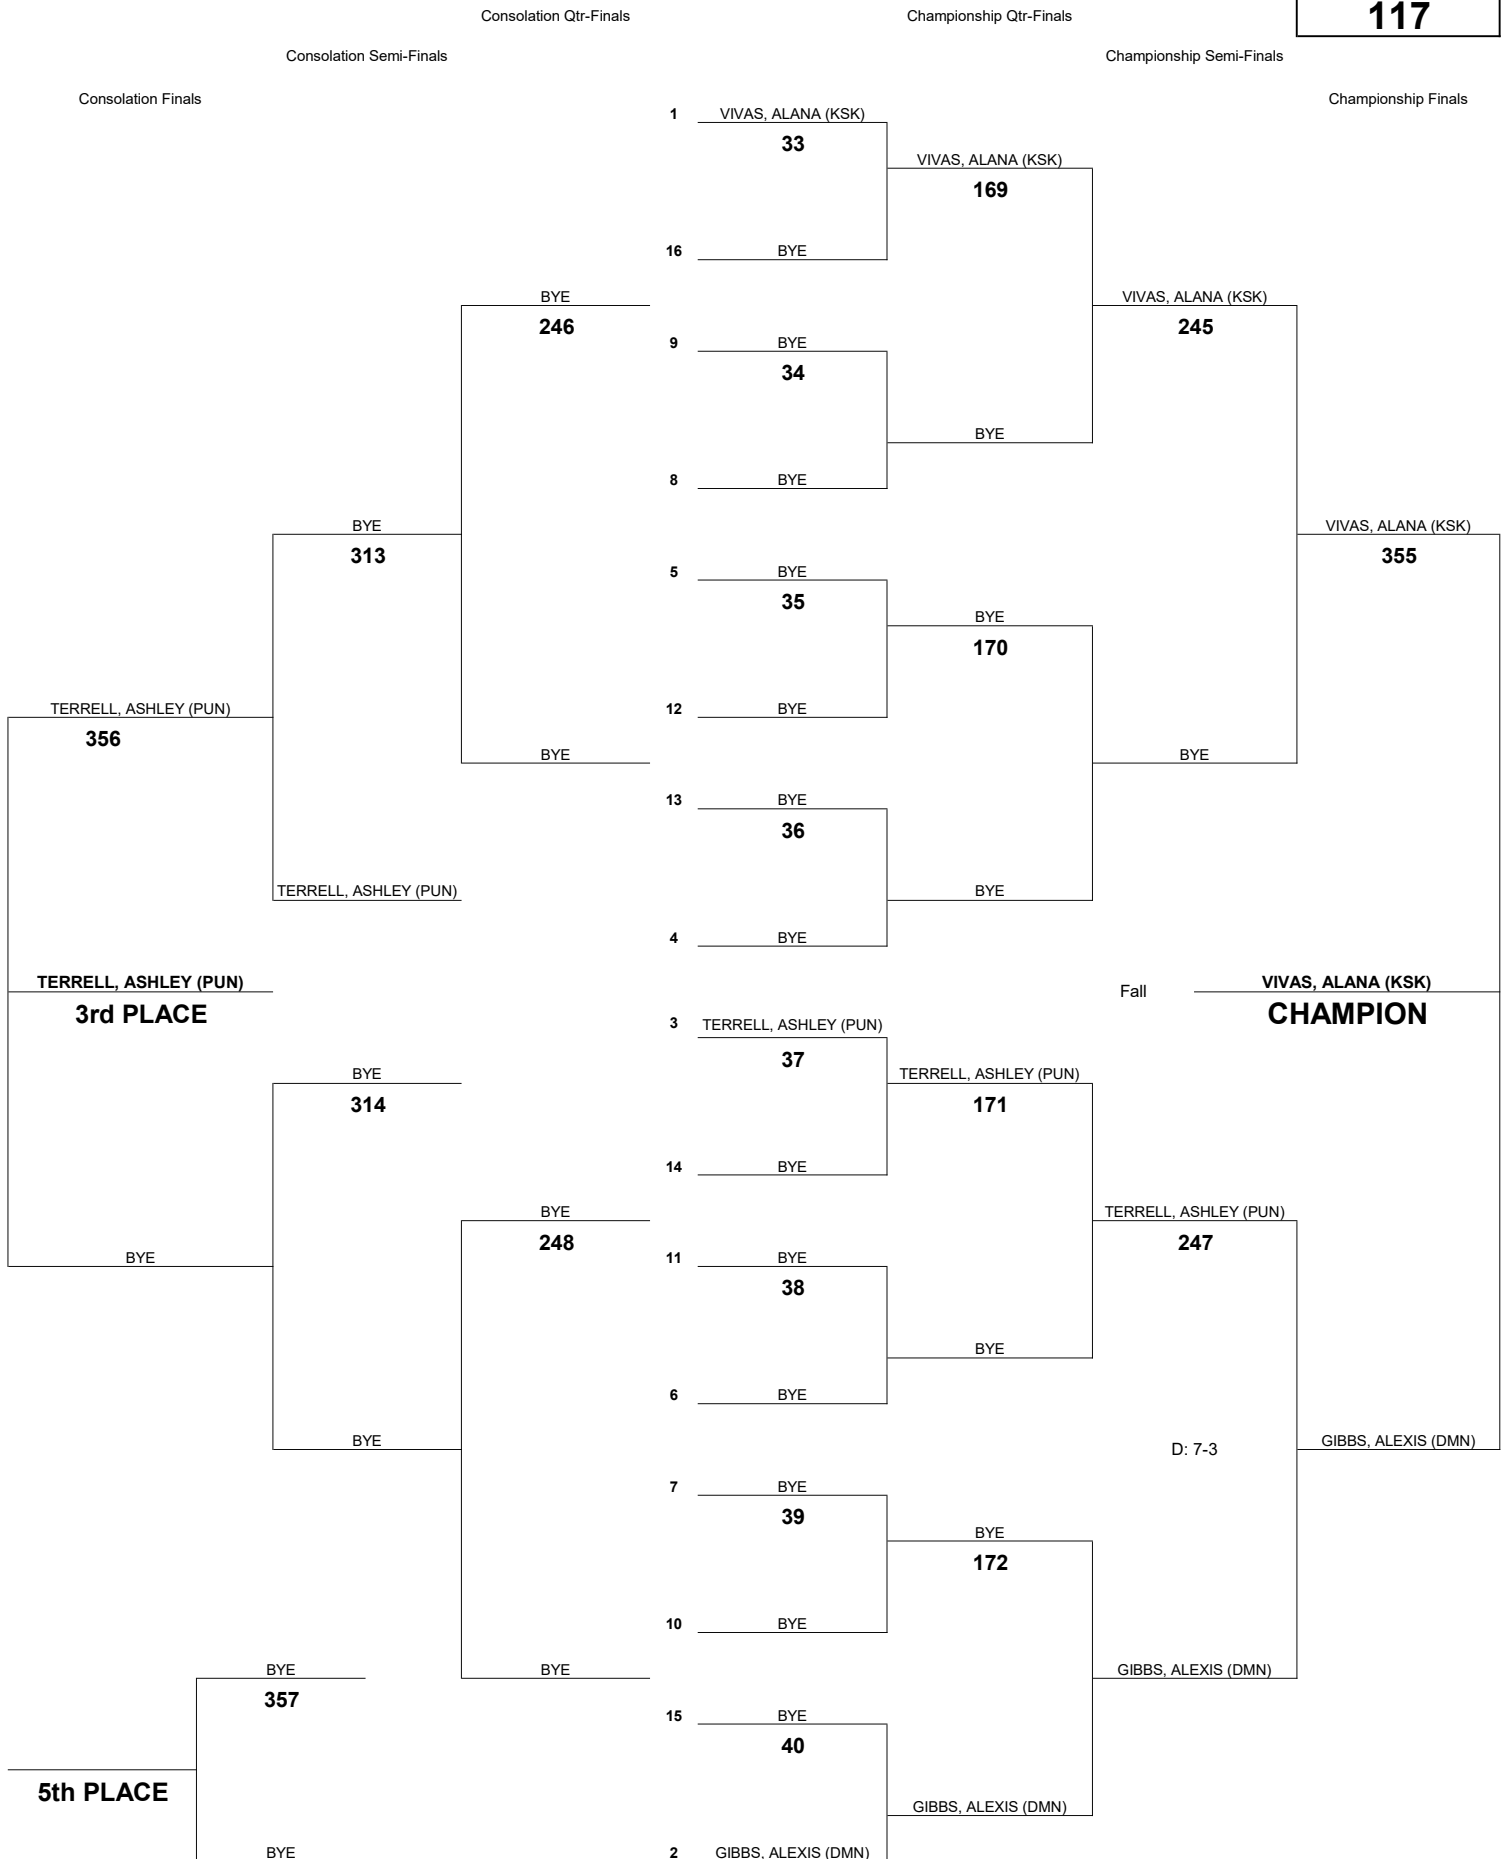 Consolation Qtr-Finals Championship Qtr-Finals 117
Consolation Semi-Finals Championship Semi-Finals
Consolation Finals Championship Finals
1 VIVAS, ALANA (KSK)
33
VIVAS, ALANA (KSK)
169
16 BYE
BYE VIVAS, ALANA (KSK)
246 245
9 BYE
34
BYE
8 BYE
BYE VIVAS, ALANA (KSK)
313 355
5 BYE
35
BYE
170
TERRELL, ASHLEY (PUN) 12 BYE
356
BYE BYE
13 BYE
36
TERRELL, ASHLEY (PUN) BYE
4 BYE
TERRELL, ASHLEY (PUN) Fall VIVAS, ALANA (KSK)
3rd PLACE CHAMPION
3 TERRELL, ASHLEY (PUN)
37
BYE TERRELL, ASHLEY (PUN)
314 171
14 BYE
BYE TERRELL, ASHLEY (PUN)
248 247
BYE 11 BYE
38
BYE
6 BYE
BYE D: 7-3 GIBBS, ALEXIS (DMN)
7 BYE
39
BYE
172
10 BYE
BYE BYE GIBBS, ALEXIS (DMN)
357
15 BYE
40
5th PLACE
GIBBS, ALEXIS (DMN)
BYE 2 GIBBS, ALEXIS (DMN)